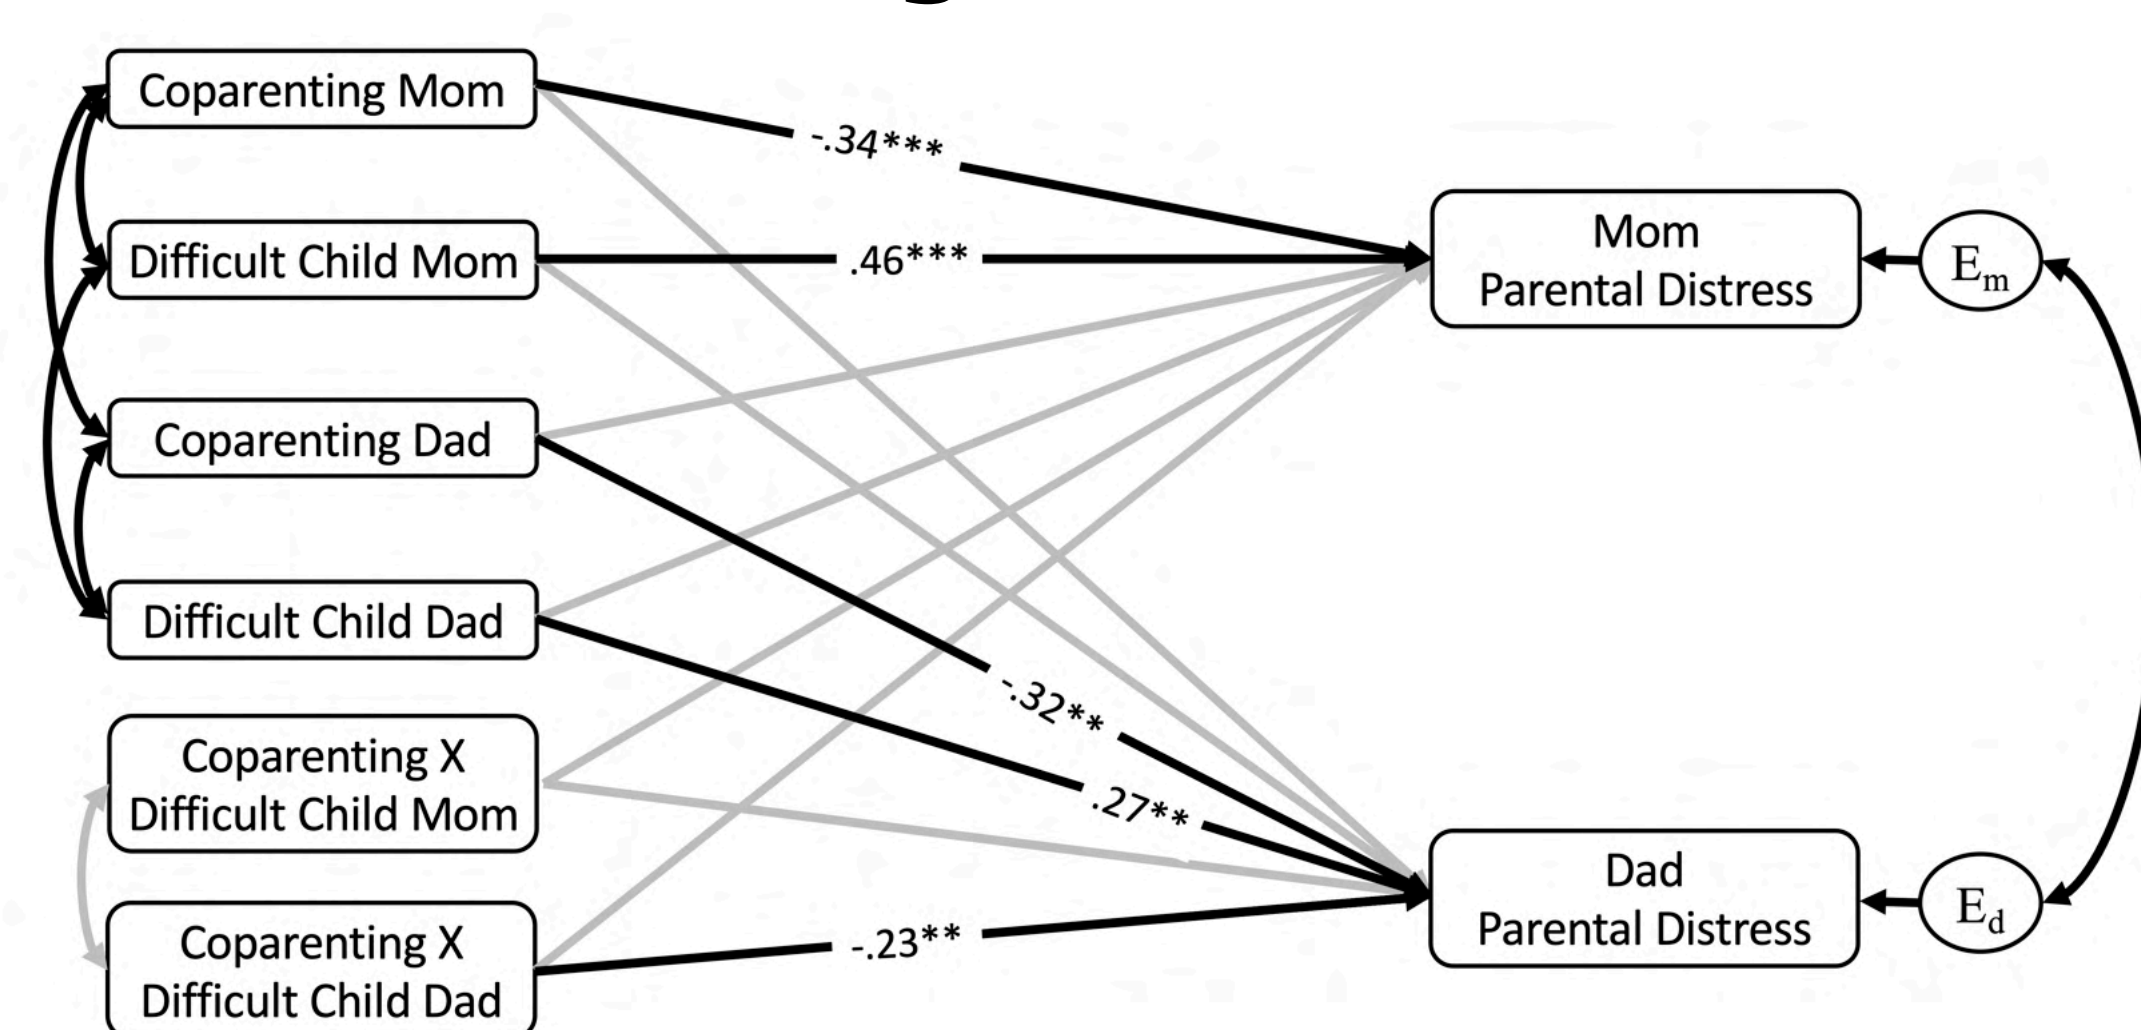 Coparenting Mom
-.34***
Mom
Parental Distress
Difficult Child Mom
.46***
Em
Coparenting Dad
Difficult Child Dad
-.32**
Coparenting X
Difficult Child Mom
.27**
Dad
Parental Distress
Ed
Coparenting X
Difficult Child Dad
-.23**